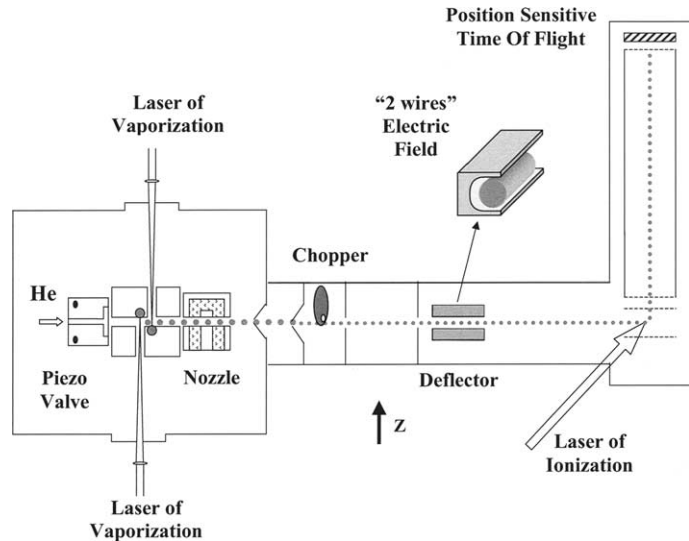 Position Sensitive
Time Of Flight
Laser of
Vaporization
“2 wires”
Electric
Field
Chopper
He
Piezo
Valve
Nozzle
Deflector
Z
Laser of
Ionization
Laser of
Vaporization